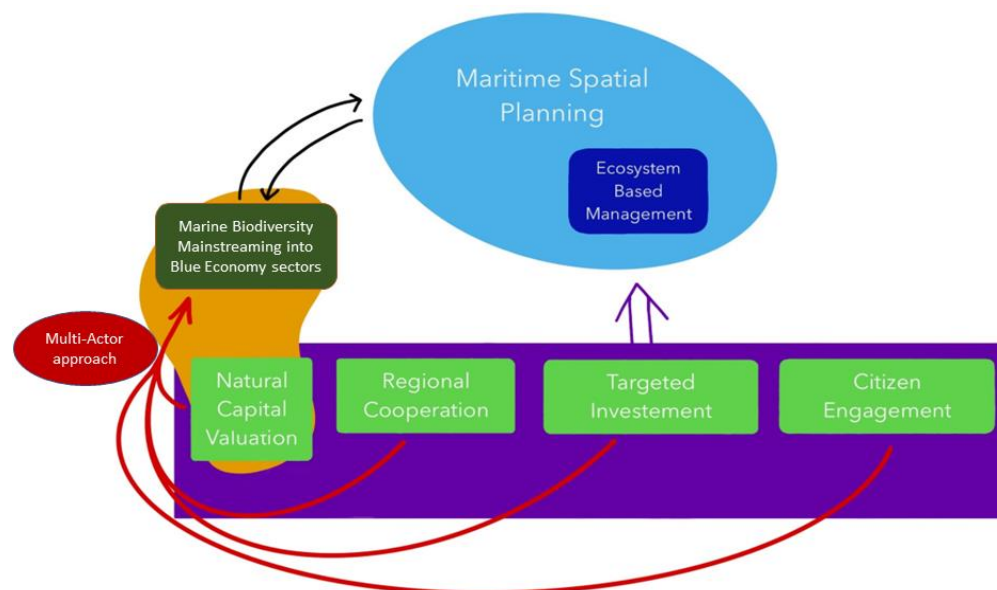 Maritime Spatial
Planning
Ecosystem
Based
Management
Marine Biodiversity
Mainstreaming into
Blue Economy sectors
Multi-Actor
approach
Natural
Capital
Valuation
Regional
Cooperation
Targeted
Investement
Citizen
Engagement